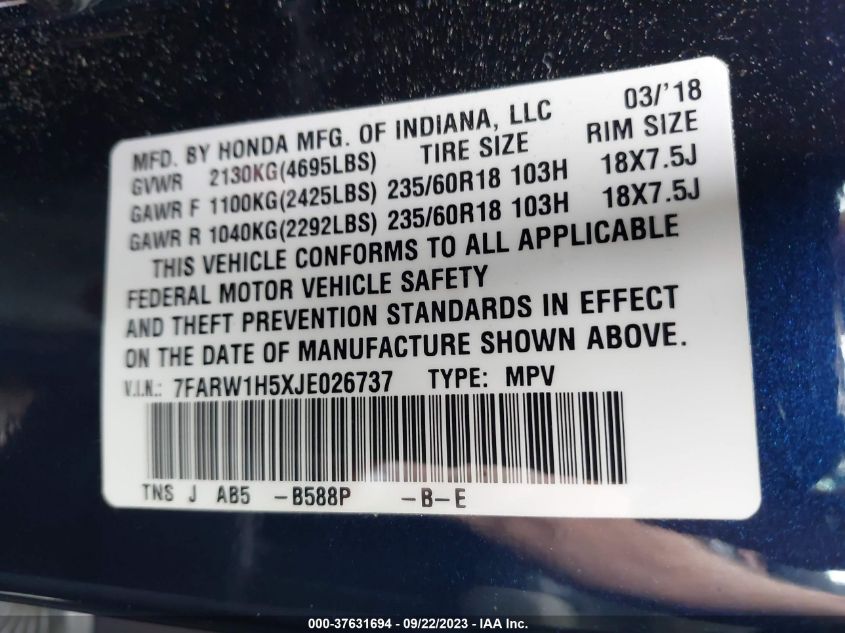 MFD. BY HONDA MFG. OF INDIANA, LLC 03/'18
GVWR 2130KG(4695LBS) TIRE SIZE RIM SIZE
GAWR F 1100KG(2425LBS) 235/60R18 103H 18X7.5J
GAWR R 1040KG(2292LBS) 235/60R18 103H 18X7.5J
THIS VEHICLE CONFORMS TO ALL APPLICABLE
FEDERAL MOTOR VEHICLE SAFETY
AND THEFT PREVENTION STANDARDS IN EFFECT
ON THE DATE OF MANUFACTURE SHOWN ABOVE.
V.I.N.: 7FARW1H5XJE026737 TYPE: MPV
TNS J AB5 -B588P -B-E
000-37631694 - 09/22/2023 - IAA Inc.